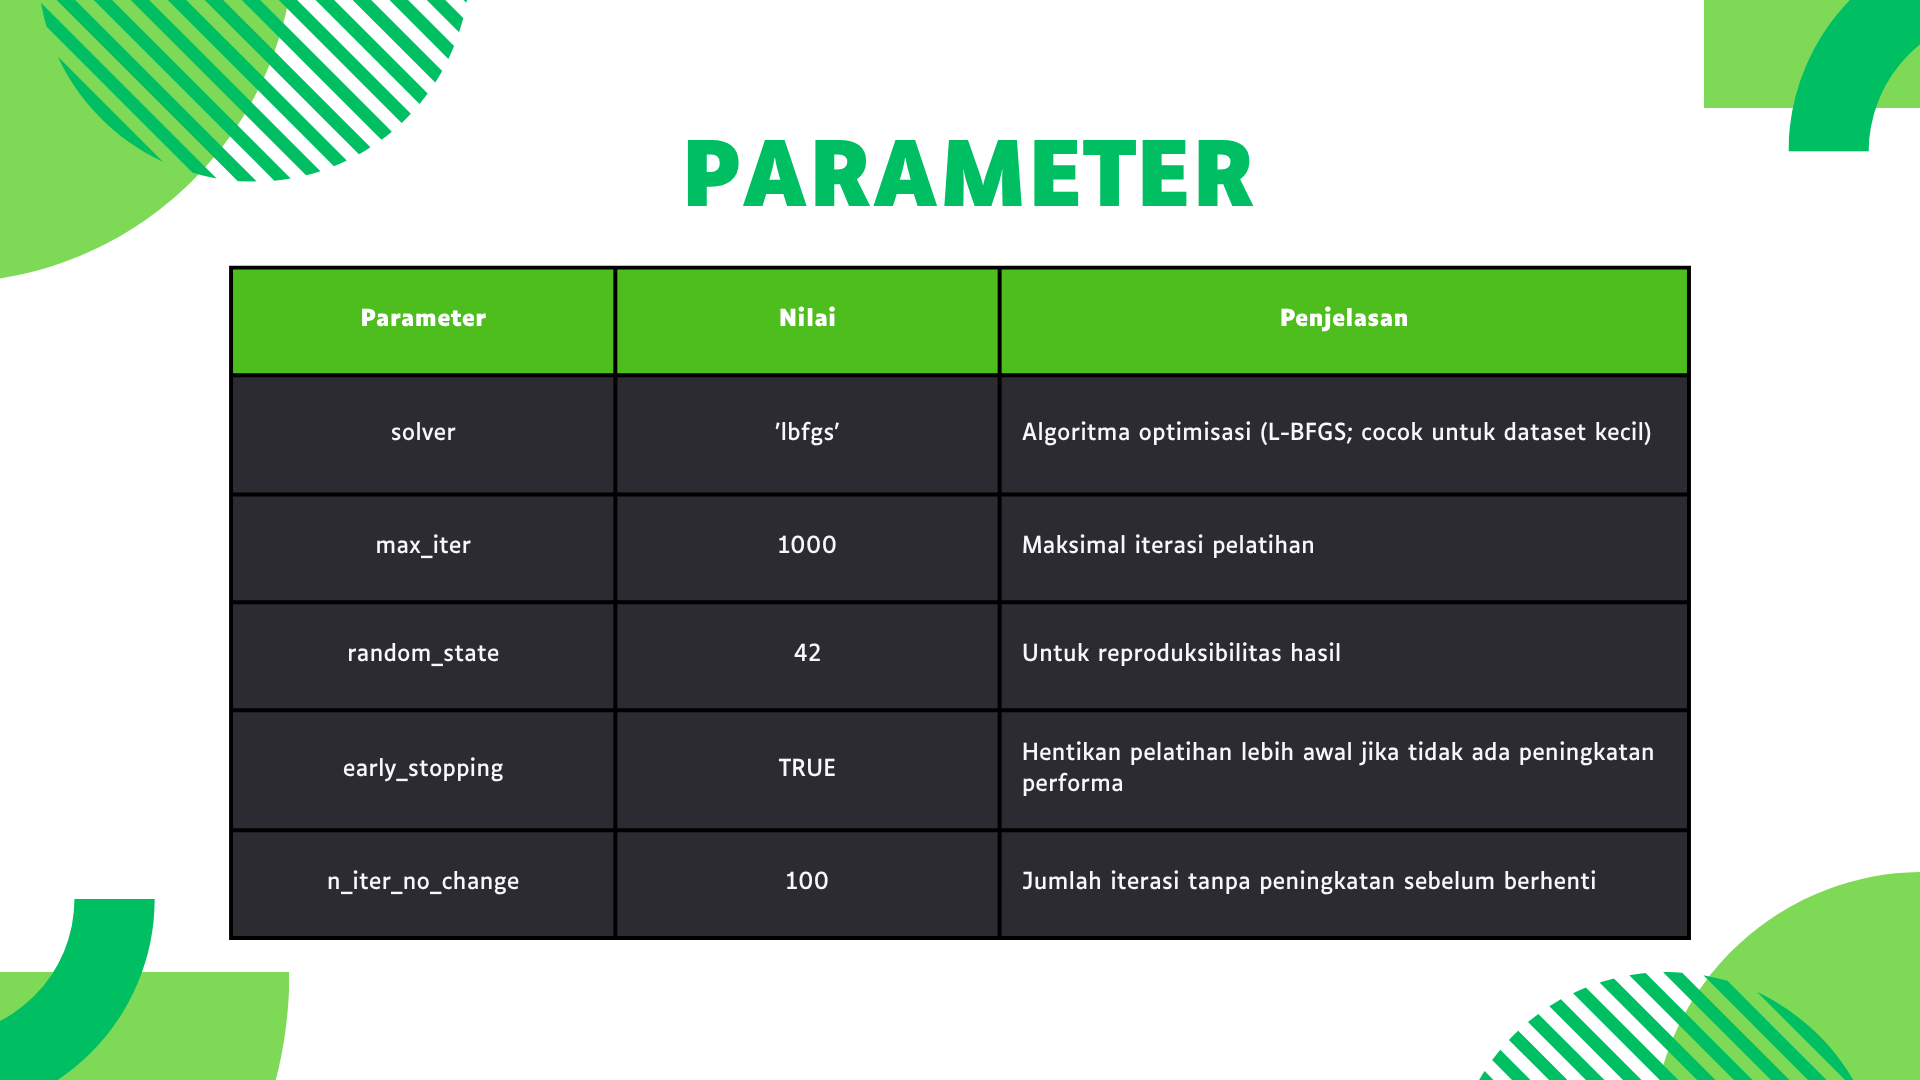 PARAMETER
Parameter
Nilai
Penjelasan
solver
'lbfgs'
Algoritma optimisasi (L-BFGS; cocok untuk dataset kecil)
max_iter
1000
Maksimal iterasi pelatihan
random_state
42
Untuk reproduksibilitas hasil
early_stopping
TRUE
Hentikan pelatihan lebih awal jika tidak ada peningkatan
performa
n_iter_no_change
100
Jumlah iterasi tanpa peningkatan sebelum berhenti